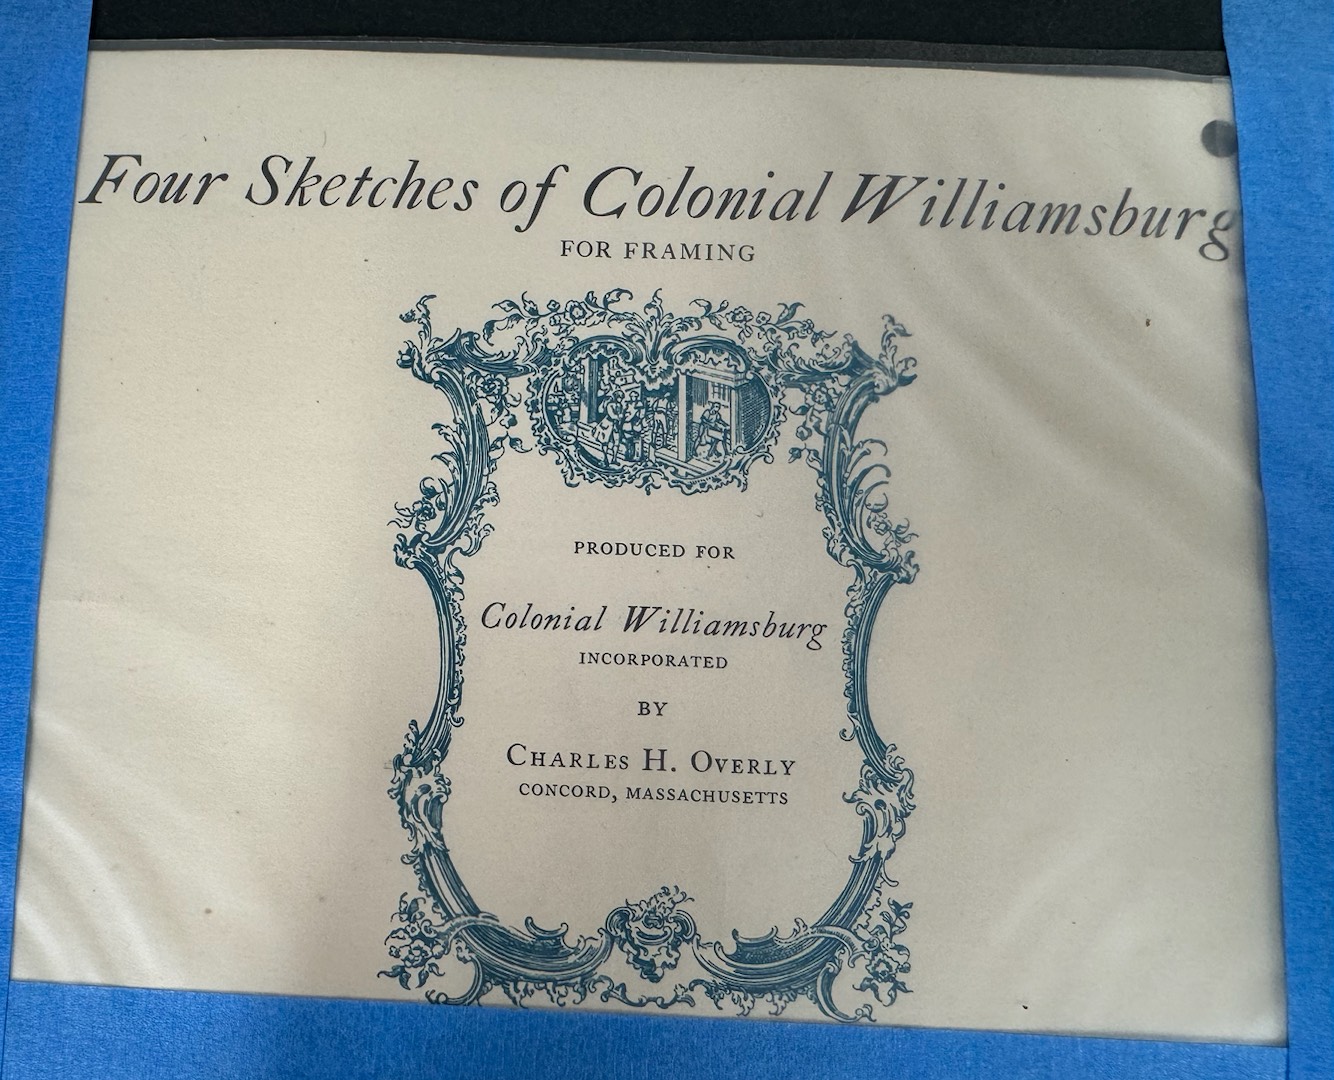 Four Sketches of Colonial Williamsburg
FOR FRAMING
PRODUCED FOR
Colonial Williamsburg
INCORPORATED
BY
CHARLES H. OVERLY
CONCORD, MASSACHUSETTS